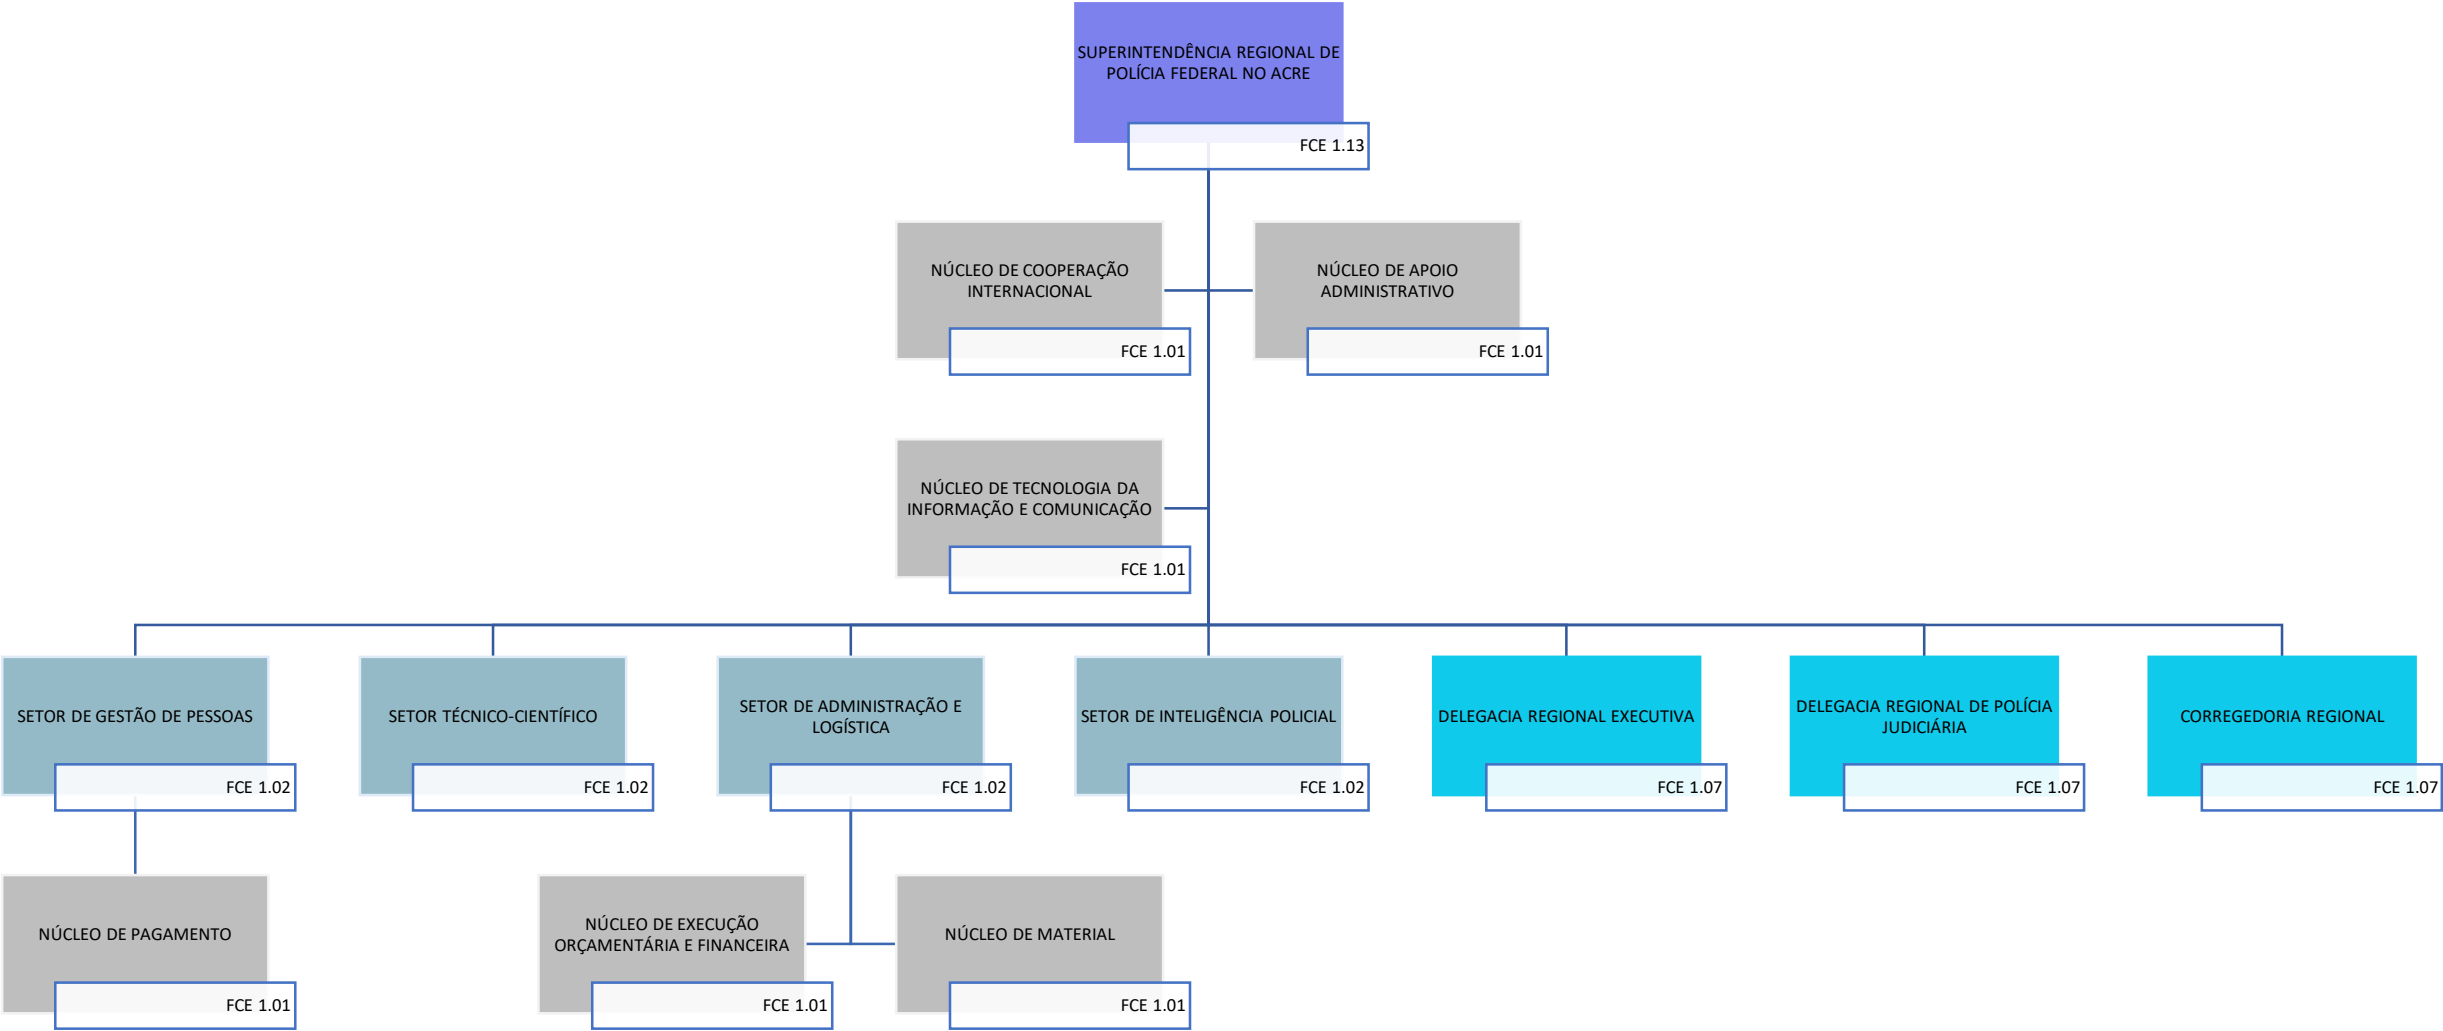 SUPERINTENDÊNCIA REGIONAL DE
POLÍCIA FEDERAL NO ACRE
FCE 1.13
NÚCLEO DE COOPERAÇÃO
INTERNACIONAL
FCE 1.01
NÚCLEO DE APOIO
ADMINISTRATIVO
FCE 1.01
NÚCLEO DE TECNOLOGIA DA
INFORMAÇÃO E COMUNICAÇÃO
FCE 1.01
SETOR DE GESTÃO DE PESSOAS
FCE 1.02
SETOR TÉCNICO-CIENTÍFICO
FCE 1.02
SETOR DE ADMINISTRAÇÃO E
LOGÍSTICA
FCE 1.02
SETOR DE INTELIGÊNCIA POLICIAL
FCE 1.02
DELEGACIA REGIONAL EXECUTIVA
FCE 1.07
DELEGACIA REGIONAL DE POLÍCIA
JUDICIÁRIA
FCE 1.07
CORREGEDORIA REGIONAL
FCE 1.07
NÚCLEO DE PAGAMENTO
FCE 1.01
NÚCLEO DE EXECUÇÃO
ORÇAMENTÁRIA E FINANCEIRA
FCE 1.01
NÚCLEO DE MATERIAL
FCE 1.01